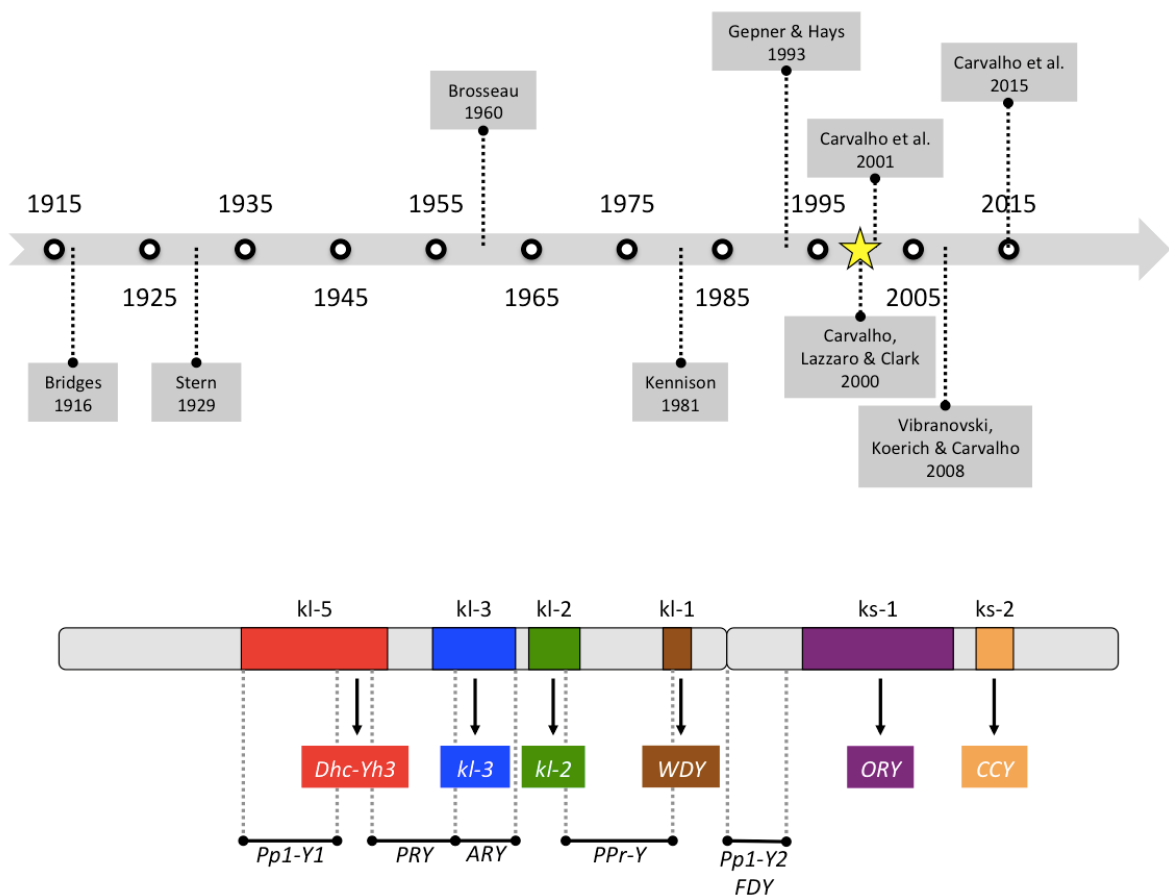 Gepner & Hays
1993
Carvalho et al.
2015
Brosseau
1960
Carvalho et al.
2001
1915
1935
1955
1975
1995
2015
1925
1945
1965
1985
2005
Bridges
1916
Stern
1929
Kennison
1981
Carvalho,
Lazzaro & Clark
2000
Vibranovski,
Koerich & Carvalho
2008
kl-5
kl-3
kl-2
kl-1
ks-1
ks-2
Dhc-Yh3
kl-3
kl-2
WDY
ORY
CCY
Pp1-Y1
PRY
ARY
PPr-Y
Pp1-Y2
FDY